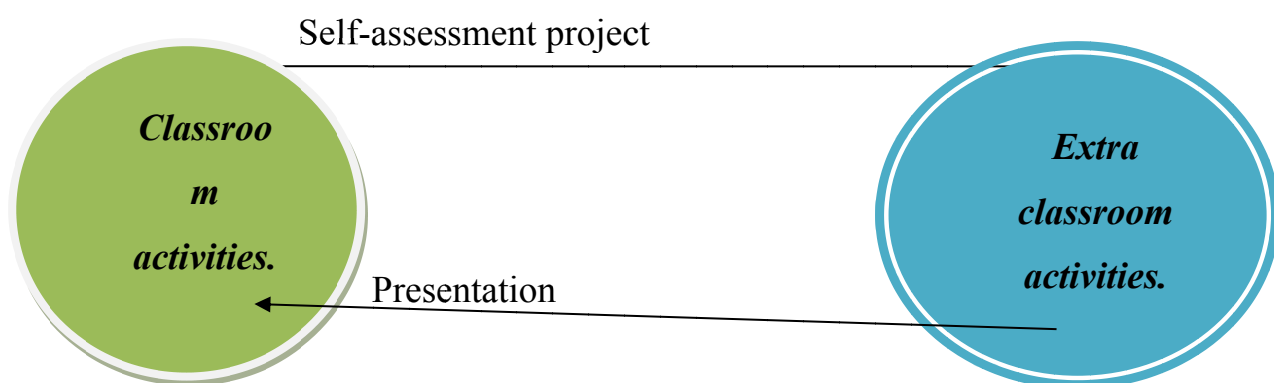 Self-assessment project
Classroo
m
activities.
Extra
classroom
activities.
Presentation